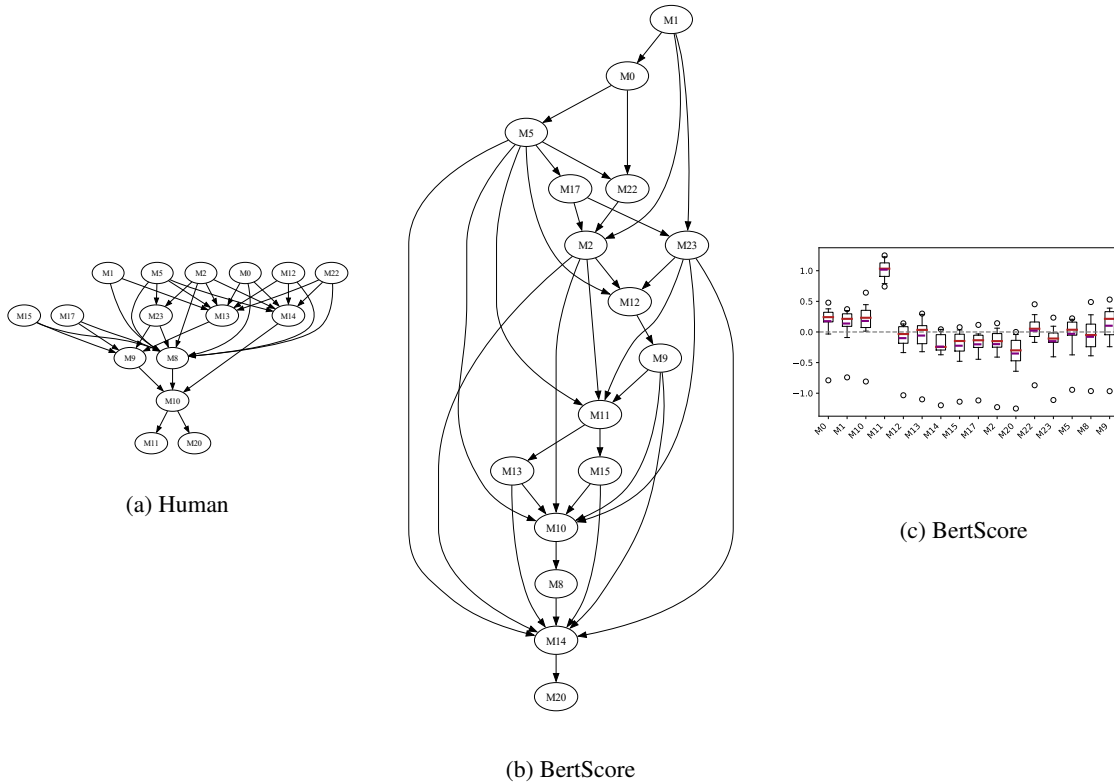 M1
M5
M2
M0
M12
M22
M15
M17
M23
M13
M14
M9
M8
M10
M11
M20
(a) Human
M1
M0
M5
M17
M22
M2
M23
M12
M9
M11
M13
M15
M10
M8
M14
M20
(b) BertScore
1.0
0.5
0.0
−0.5
−1.0
M0 M1 M10 M11 M12 M13 M14 M15 M17 M2 M20 M22 M23 M5 M8 M9
(c) BertScore